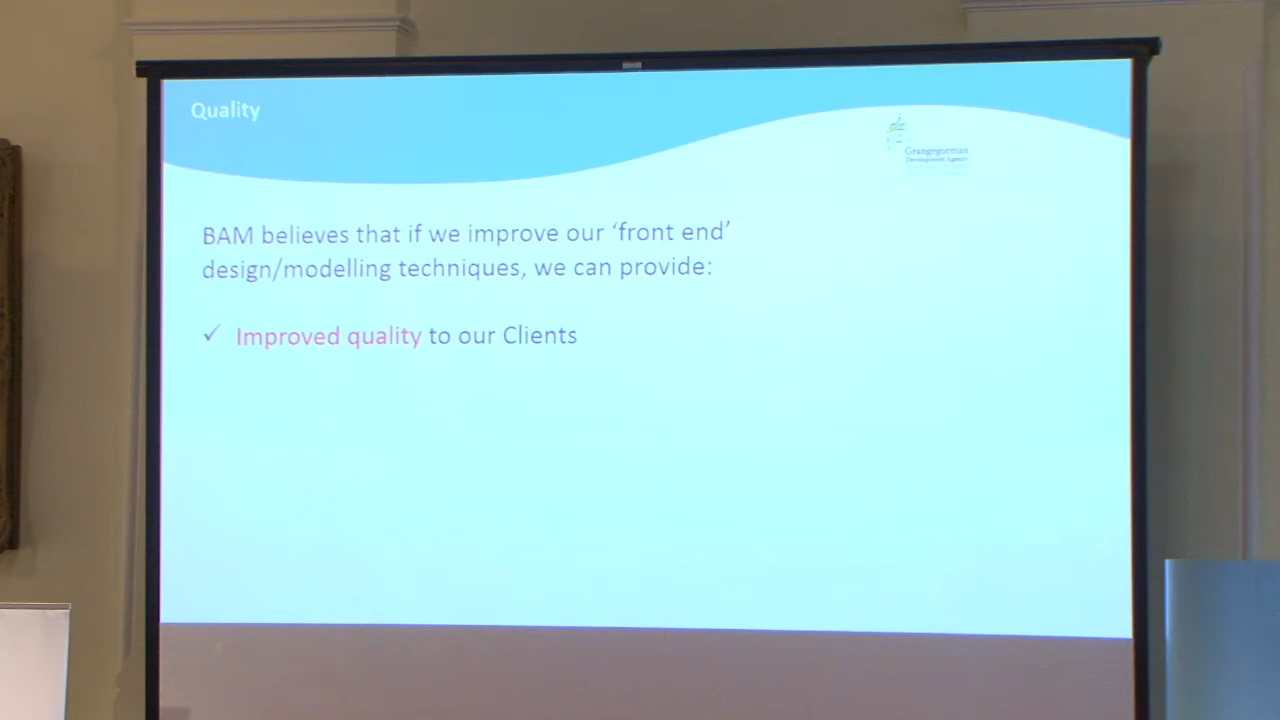 Quality
Grangegorman
Development Agency
BAM believes that if we improve our ‘front end’
design/modelling techniques, we can provide:
✓ Improved quality to our Clients